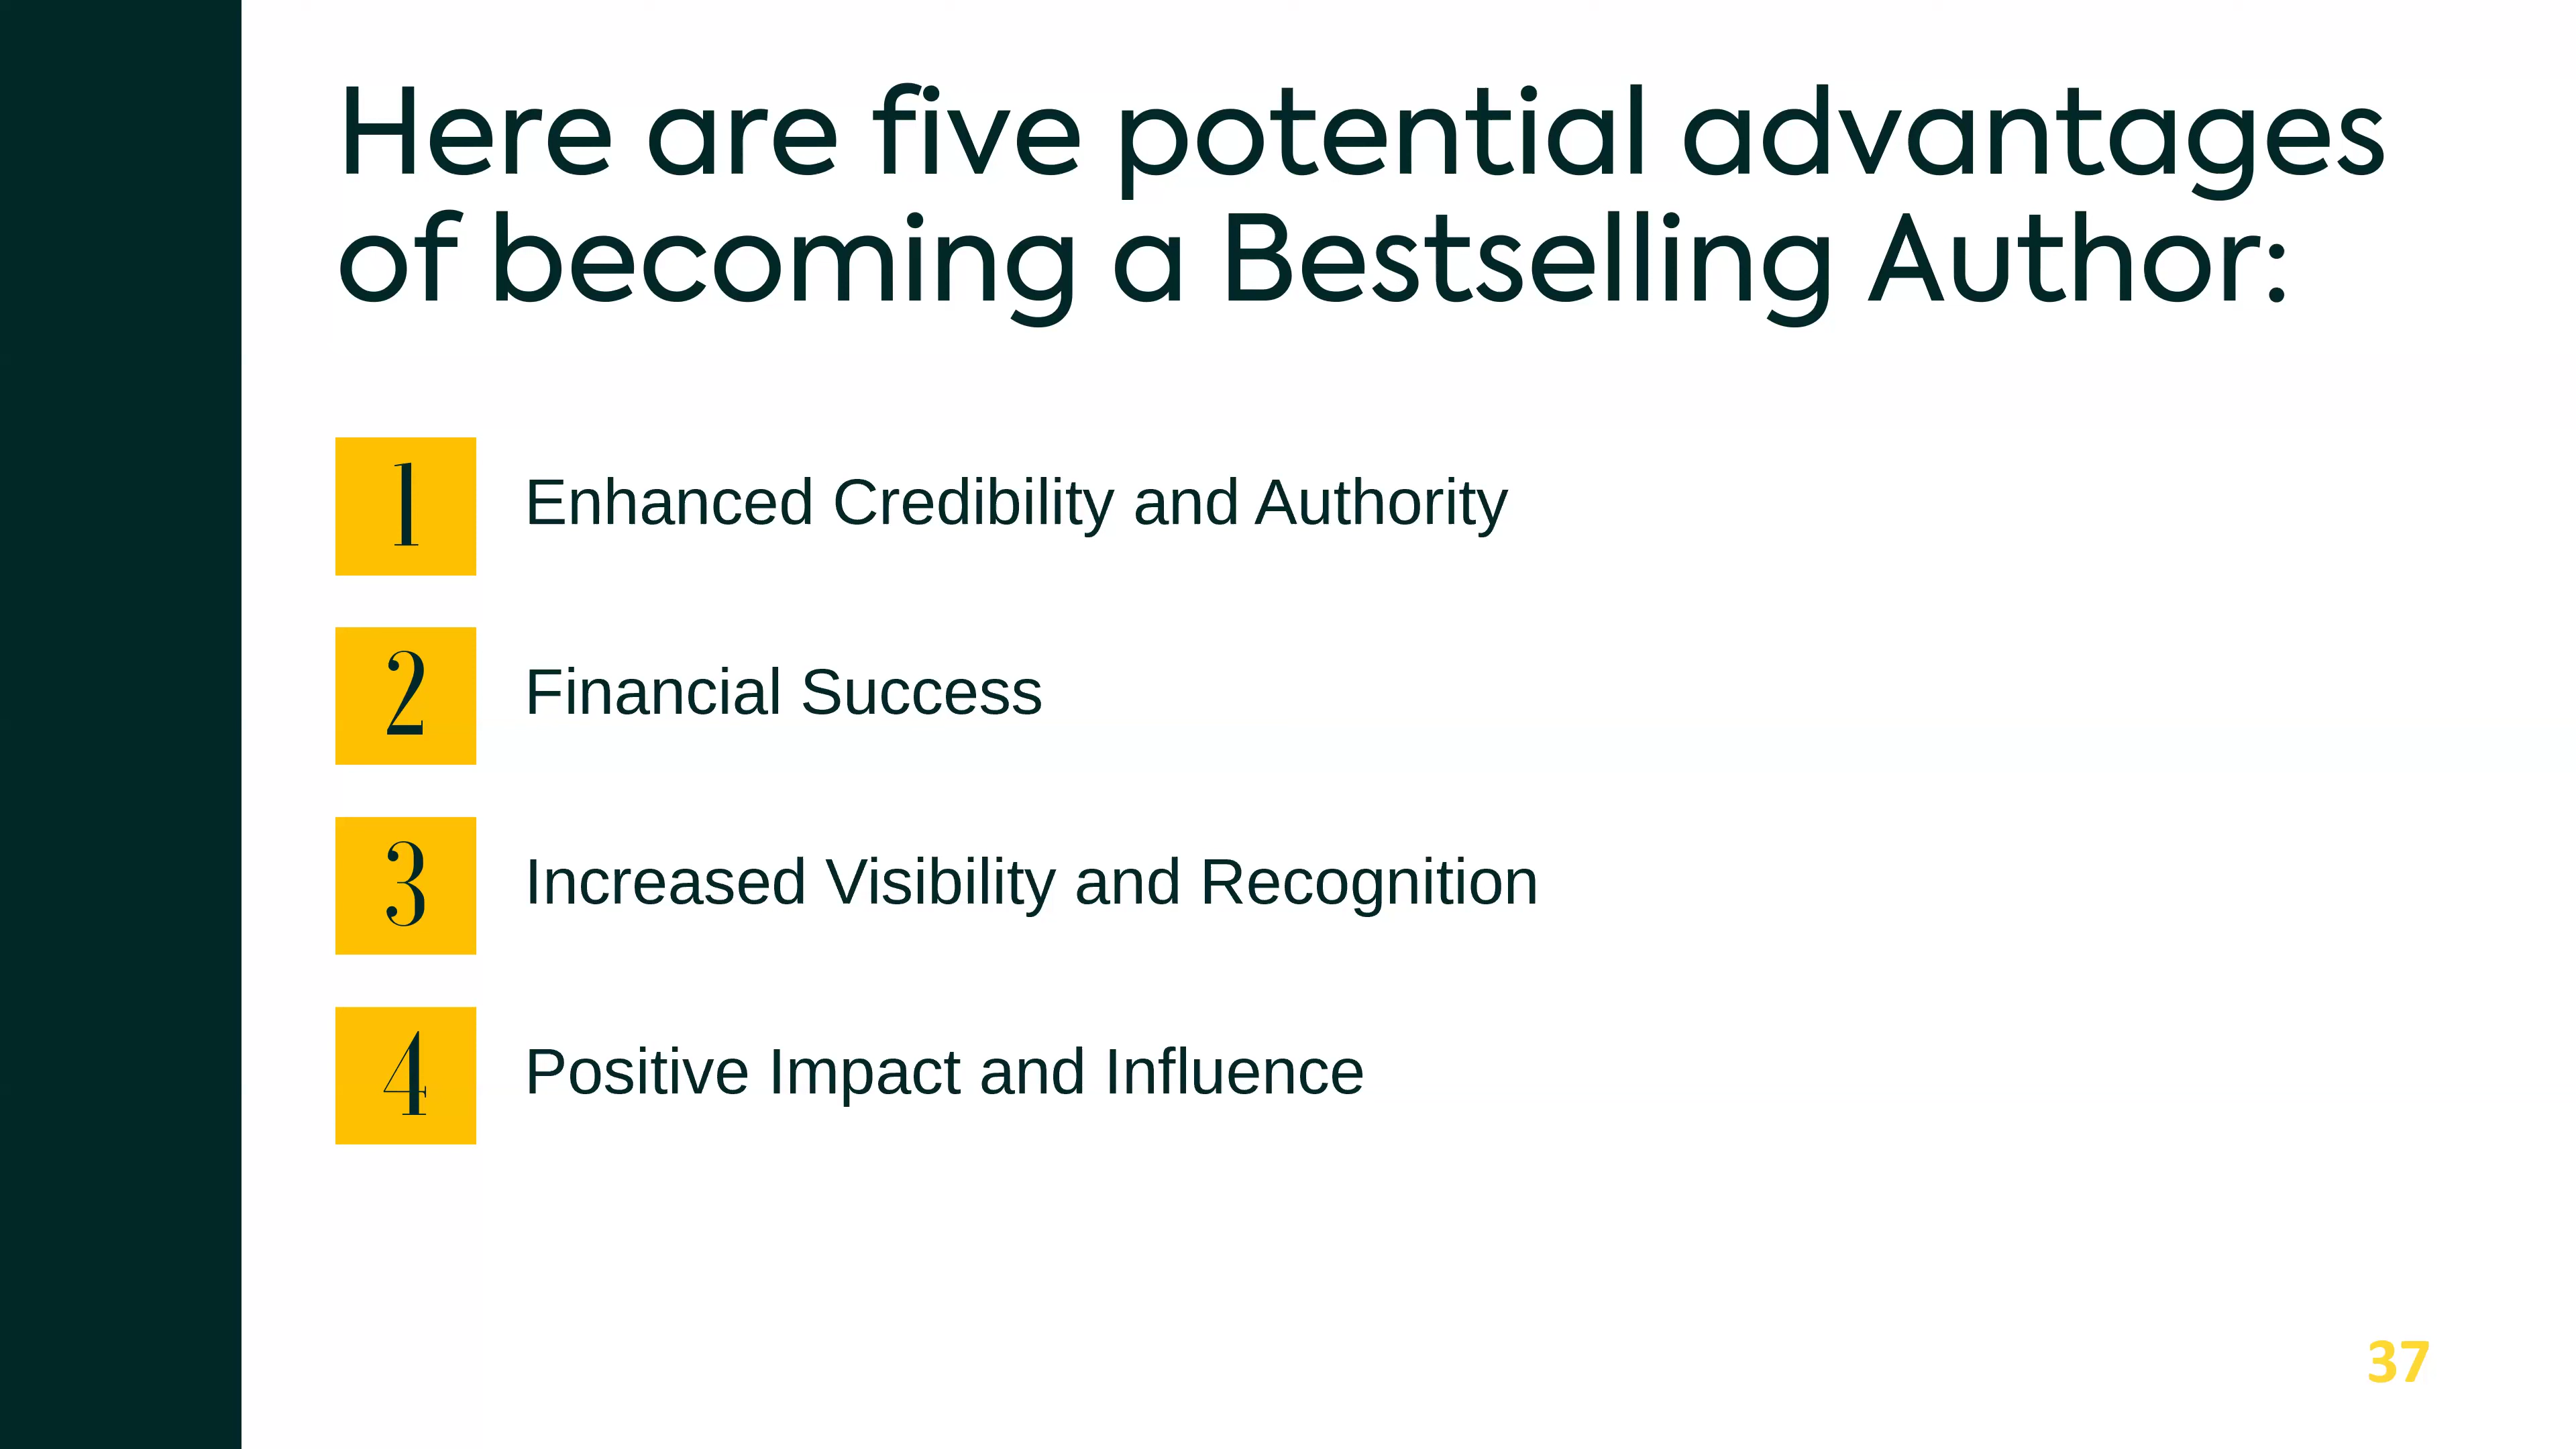 Here are five potential advantages
of becoming a Bestselling Author:
1 Enhanced Credibility and Authority
2 Financial Success
3 Increased Visibility and Recognition
4 Positive Impact and Influence
37